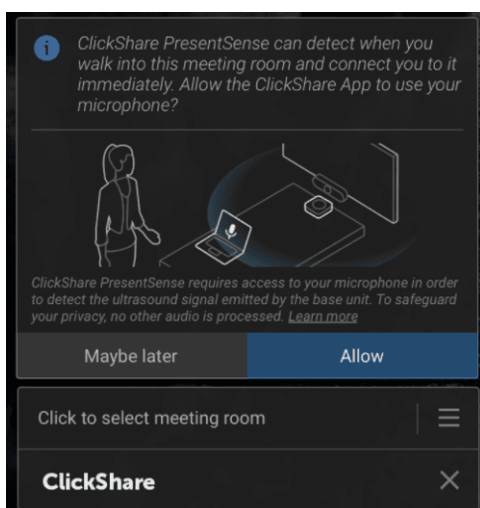 ClickShare PresentSense can detect when you
walk into this meeting room and connect you to it
immediately. Allow the ClickShare App to use your
microphone?
ClickShare PresentSense requires access to your microphone in order
to detect the ultrasound signal emitted by the base unit. To safeguard
your privacy, no other audio is processed. Learn more
Maybe later
Allow
Click to select meeting room
ClickShare